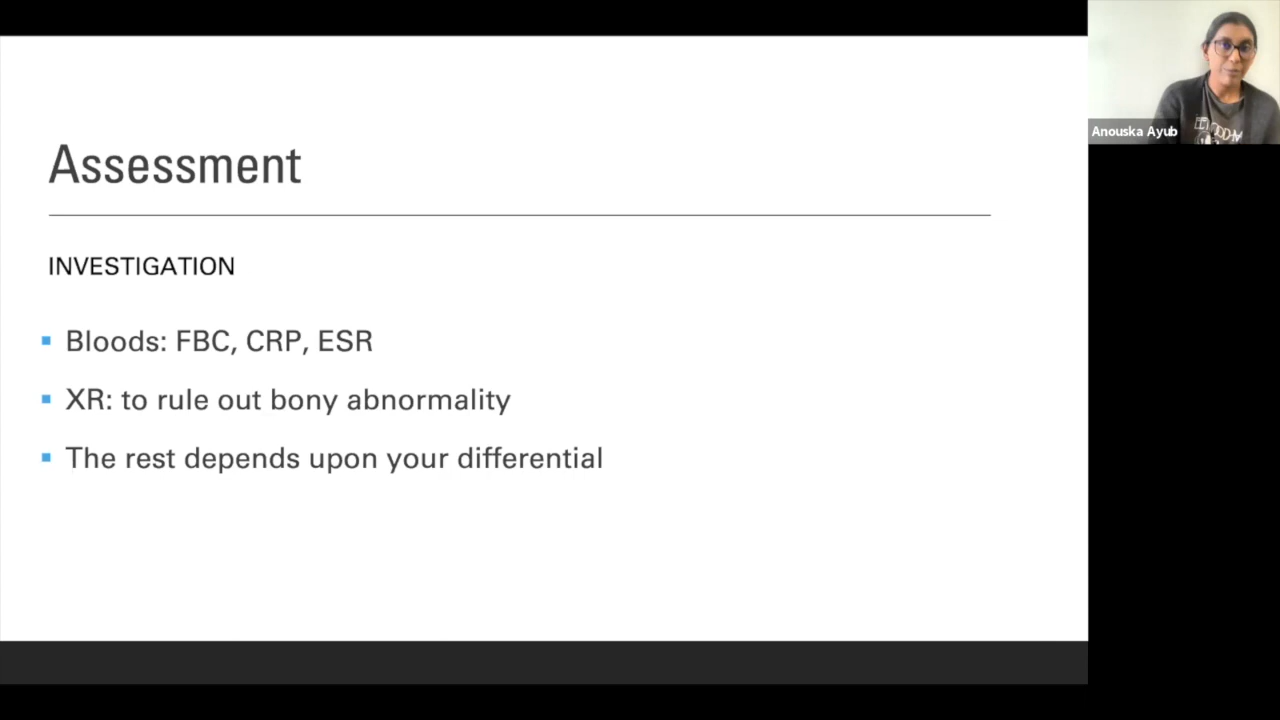 Assessment
INVESTIGATION
Bloods: FBC, CRP, ESR
XR: to rule out bony abnormality
The rest depends upon your differential
Anouska Ayub